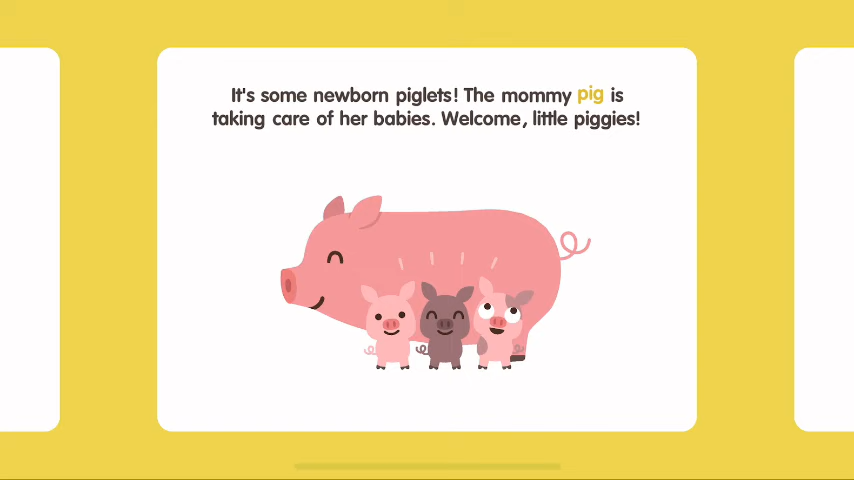 It's some newborn piglets! The mommy pig is
taking care of her babies. Welcome, little piggies!